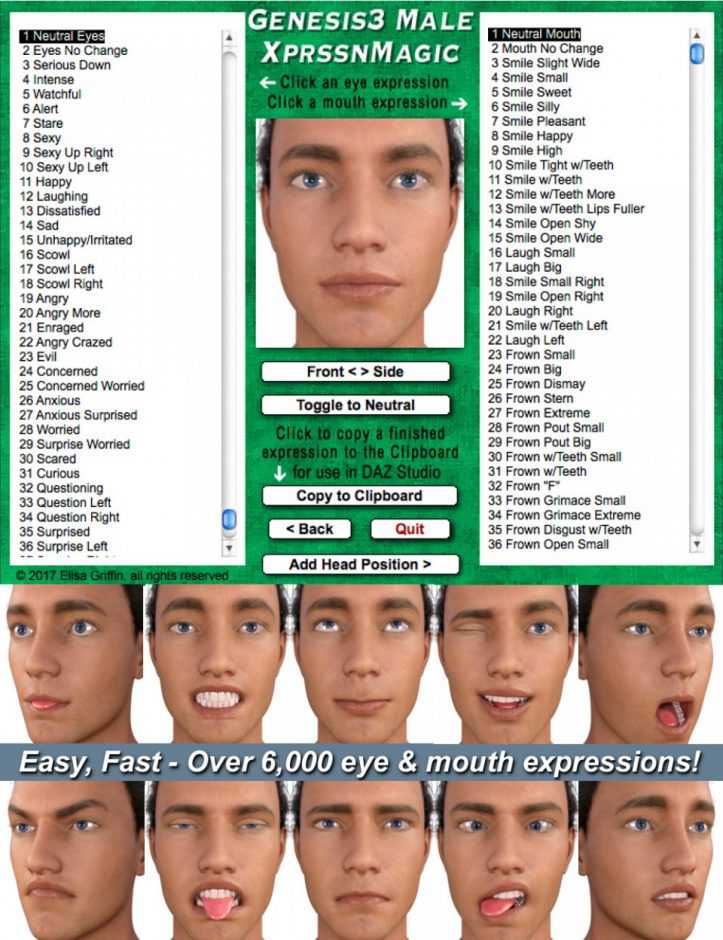 Genesis3 Male
XprssnMagic
← Click an eye expression
Click a mouth expression →
1 Neutral Eyes
2 Eyes No Change
3 Serious Down
4 Intense
5 Watchful
6 Alert
7 Stare
8 Sexy
9 Sexy Up Right
10 Sexy Up Left
11 Happy
12 Laughing
13 Dissatisfied
14 Sad
15 Unhappy/Irritated
16 Scowl
17 Scowl Left
18 Scowl Right
19 Angry
20 Angry More
21 Enraged
22 Angry Crazed
23 Evil
24 Concerned
25 Concerned Worried
26 Anxious
27 Anxious Surprised
28 Worried
29 Surprise Worried
30 Scared
31 Curious
32 Questioning
33 Question Left
34 Question Right
35 Surprised
36 Surprise Left
1 Neutral Mouth
2 Mouth No Change
3 Smile Slight Wide
4 Smile Small
5 Smile Sweet
6 Smile Silly
7 Smile Pleasant
8 Smile Happy
9 Smile High
10 Smile Tight w/Teeth
11 Smile w/Teeth
12 Smile w/Teeth More
13 Smile w/Teeth Lips Fuller
14 Smile Open Shy
15 Smile Open Wide
16 Laugh Small
17 Laugh Big
18 Smile Small Right
19 Smile Open Right
20 Laugh Right
21 Smile w/Teeth Left
22 Laugh Left
23 Frown Small
24 Frown Big
25 Frown Dismay
26 Frown Stern
27 Frown Extreme
28 Frown Pout Small
29 Frown Pout Big
30 Frown w/Teeth Small
31 Frown w/Teeth
32 Frown "F"
33 Frown Grimace Small
34 Frown Grimace Extreme
35 Frown Disgust w/Teeth
36 Frown Open Small
Front < > Side
Toggle to Neutral
Click to copy a finished
expression to the Clipboard
↓ for use in DAZ Studio
Copy to Clipboard
< Back
Quit
Add Head Position >
© 2017 Elisa Griffin, all rights reserved
Easy, Fast - Over 6,000 eye & mouth expressions!